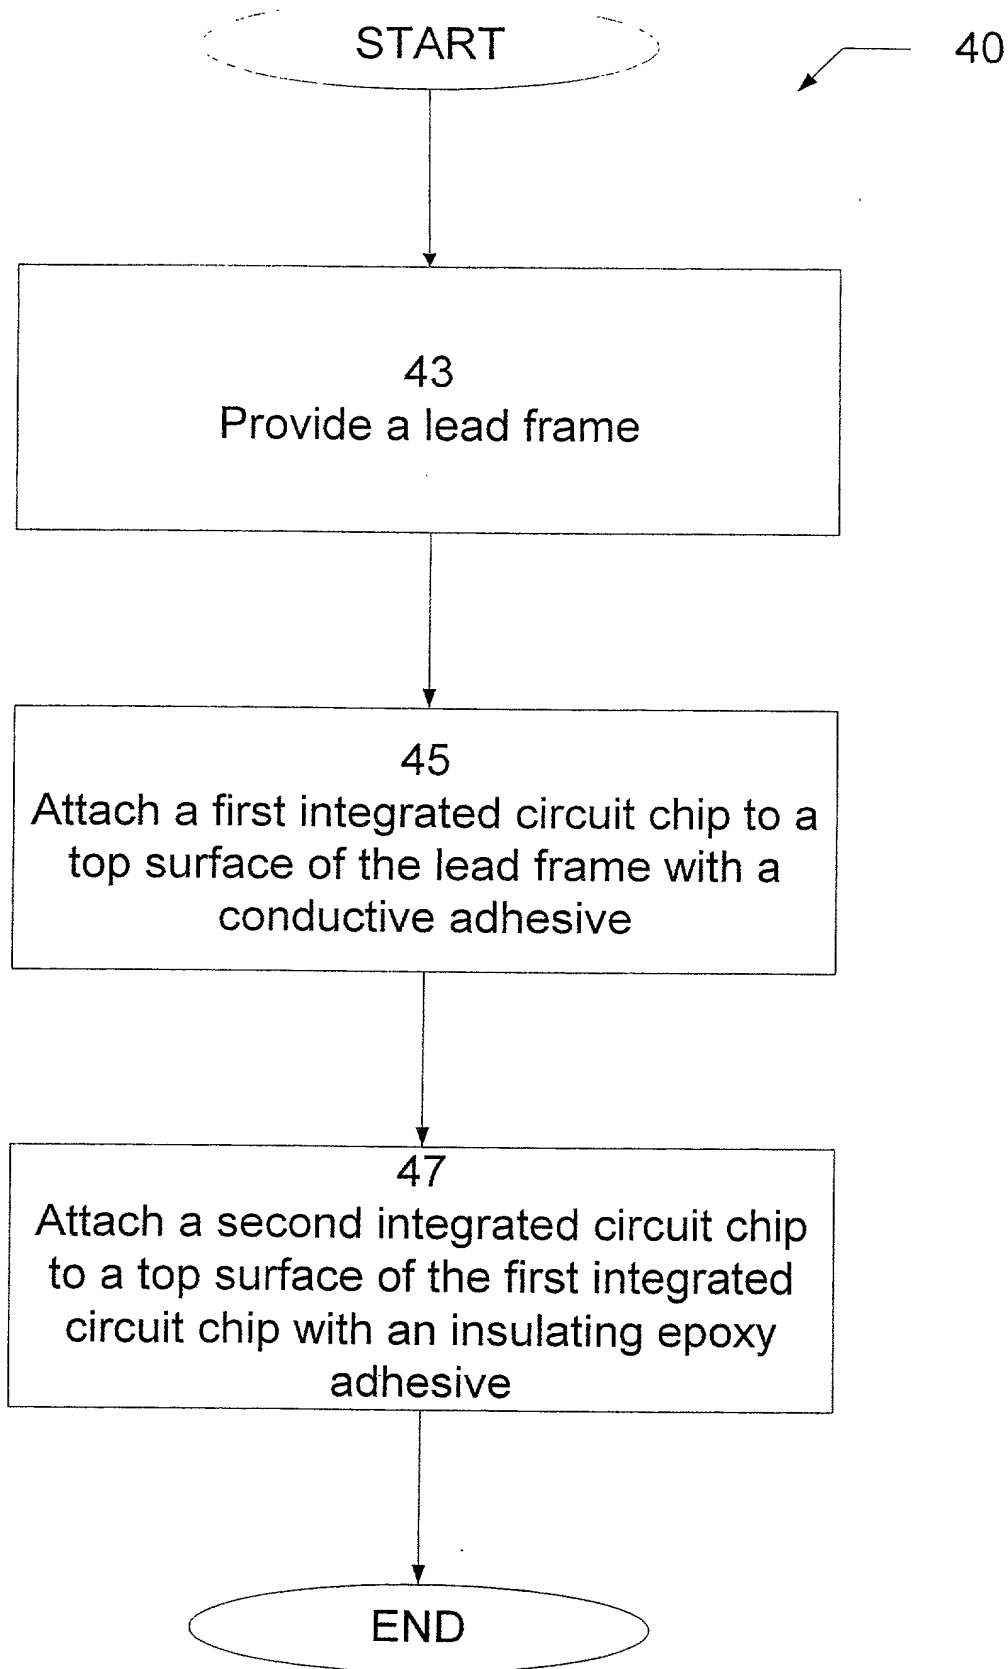 START
40
43
Provide a lead frame
45
Attach a first integrated circuit chip to a
top surface of the lead frame with a
conductive adhesive
47
Attach a second integrated circuit chip
to a top surface of the first integrated
circuit chip with an insulating epoxy
adhesive
END